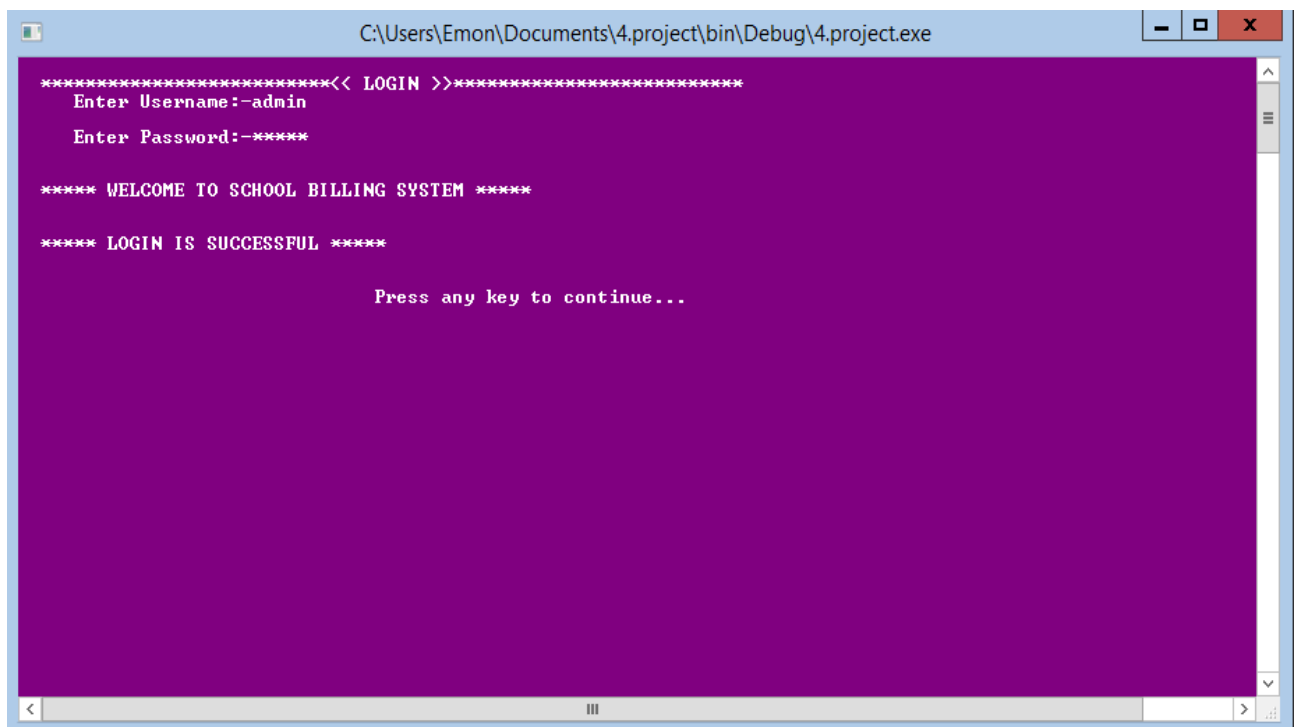 C:\Users\Emon\Documents\4.project\bin\Debug\4.project.exe
**************************<< LOGIN >>**************************
Enter Username:-admin
Enter Password:-*****
***** WELCOME TO SCHOOL BILLING SYSTEM *****
***** LOGIN IS SUCCESSFUL *****
Press any key to continue...